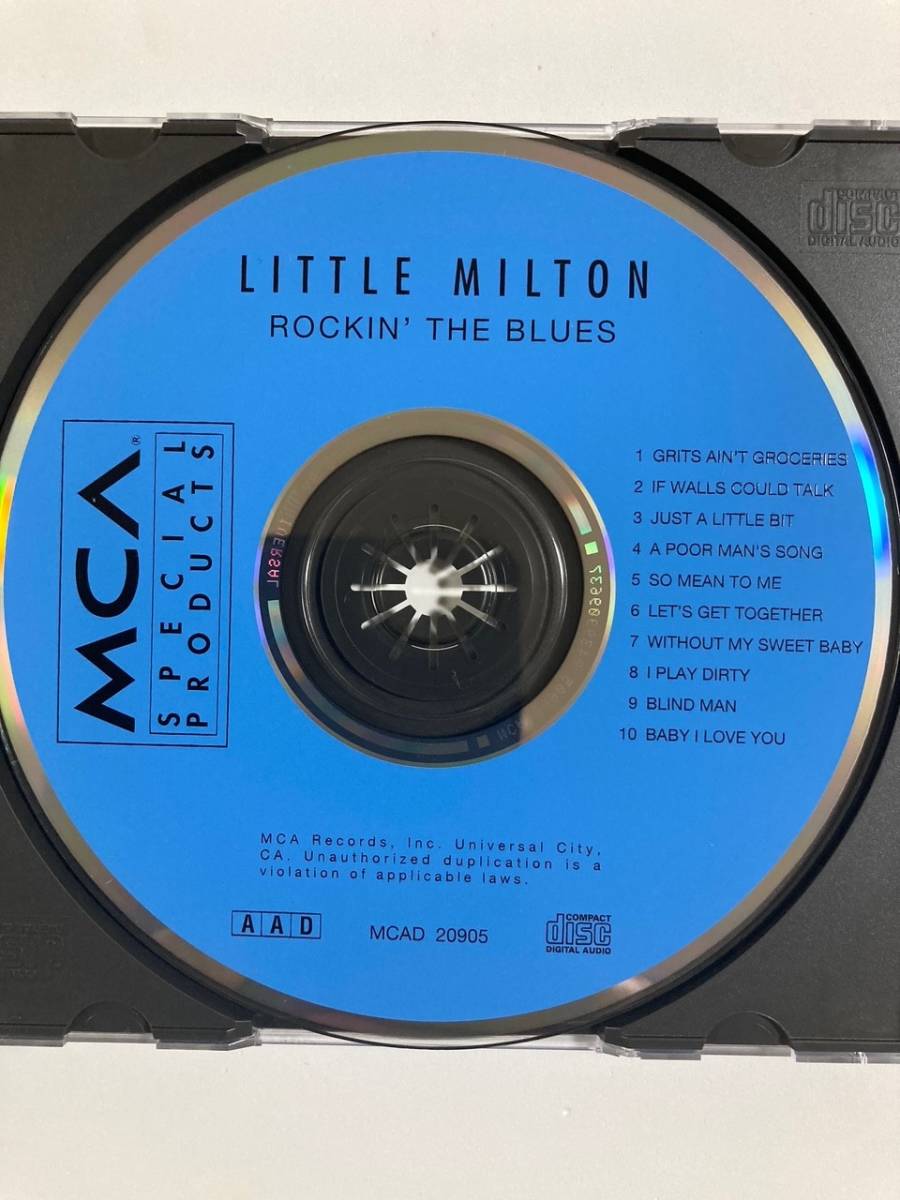 LITTLE MILTON
ROCKIN' THE BLUES
MCA®
SPECIAL
PRODUCTS
1 GRITS AIN'T GROCERIES
2 IF WALLS COULD TALK
3 JUST A LITTLE BIT
4 A POOR MAN'S SONG
5 SO MEAN TO ME
6 LET'S GET TOGETHER
7 WITHOUT MY SWEET BABY
8 I PLAY DIRTY
9 BLIND MAN
10 BABY I LOVE YOU
MCA Records, Inc. Universal City,
CA. Unauthorized duplication is a
violation of applicable laws.
AAD
MCAD 20905
COMPACT
disc
DIGITAL AUDIO
COMPACT
disc
DIGITAL AUDIO